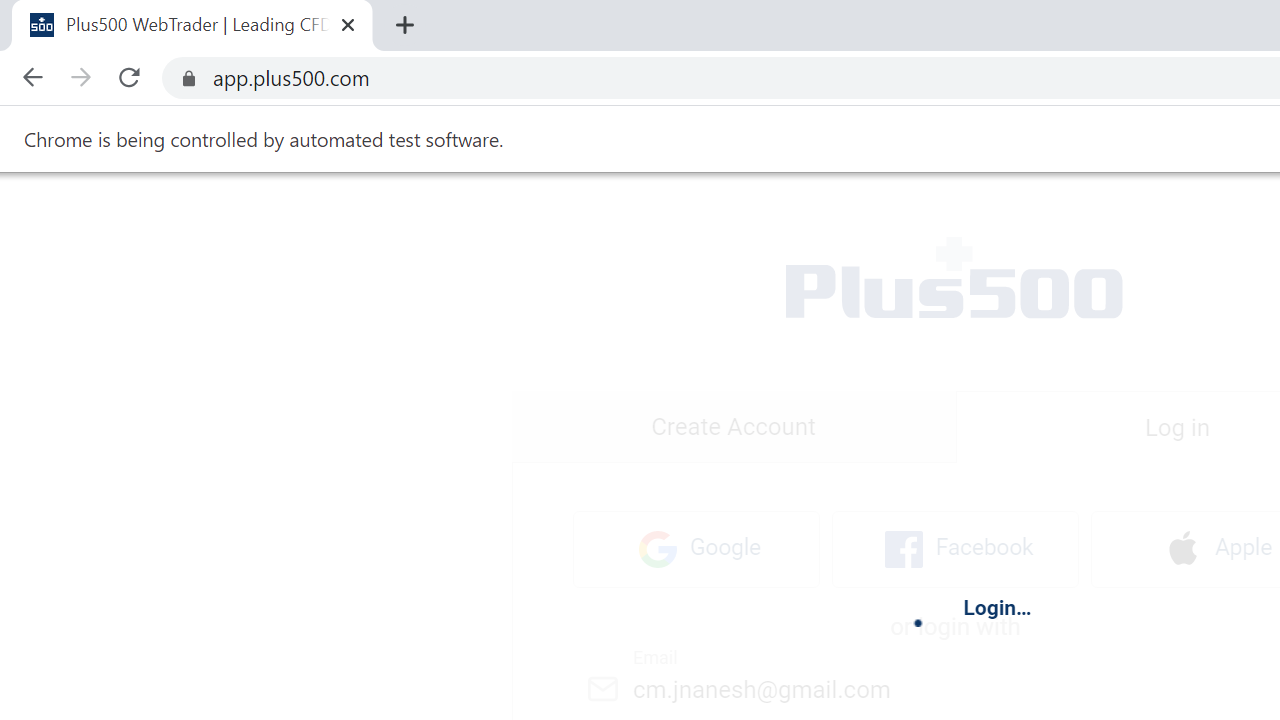 500
Plus500 WebTrader | Leading CFD
app.plus500.com
Chrome is being controlled by automated test software.
Plus500
Create Account
Log in
Google
Facebook
Apple
Login...
or login with
Email
cm.jnanesh@gmail.com